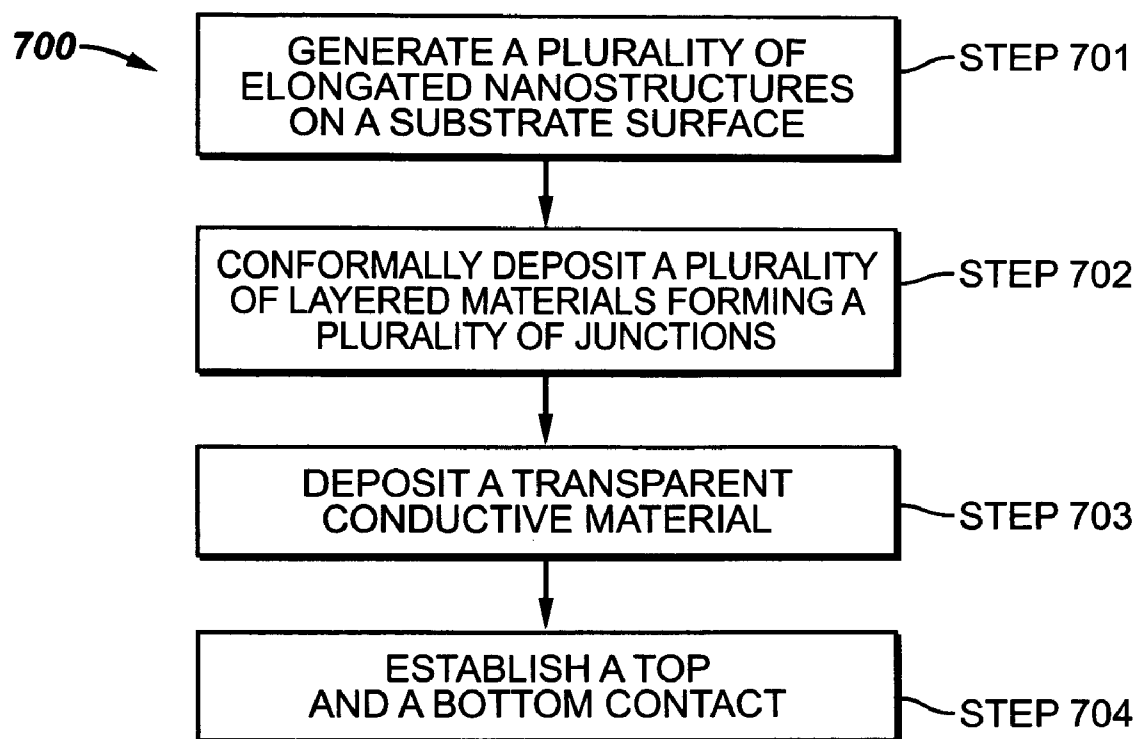 700
GENERATE A PLURALITY OF
ELONGATED NANOSTRUCTURES
ON A SUBSTRATE SURFACE
STEP 701
CONFORMALLY DEPOSIT A PLURALITY
OF LAYERED MATERIALS FORMING A
PLURALITY OF JUNCTIONS
STEP 702
DEPOSIT A TRANSPARENT
CONDUCTIVE MATERIAL
STEP 703
ESTABLISH A TOP
AND A BOTTOM CONTACT
STEP 704